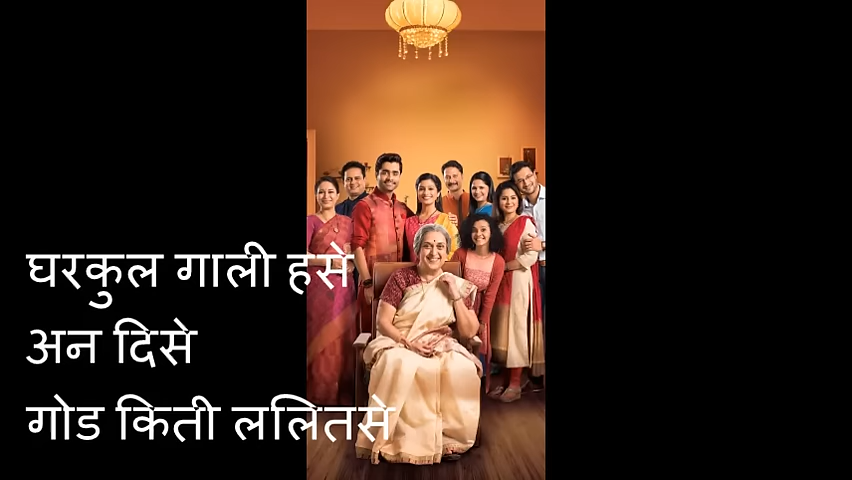 घरकुल गाली हसे
अन दिसे
गोड किती ललितसे